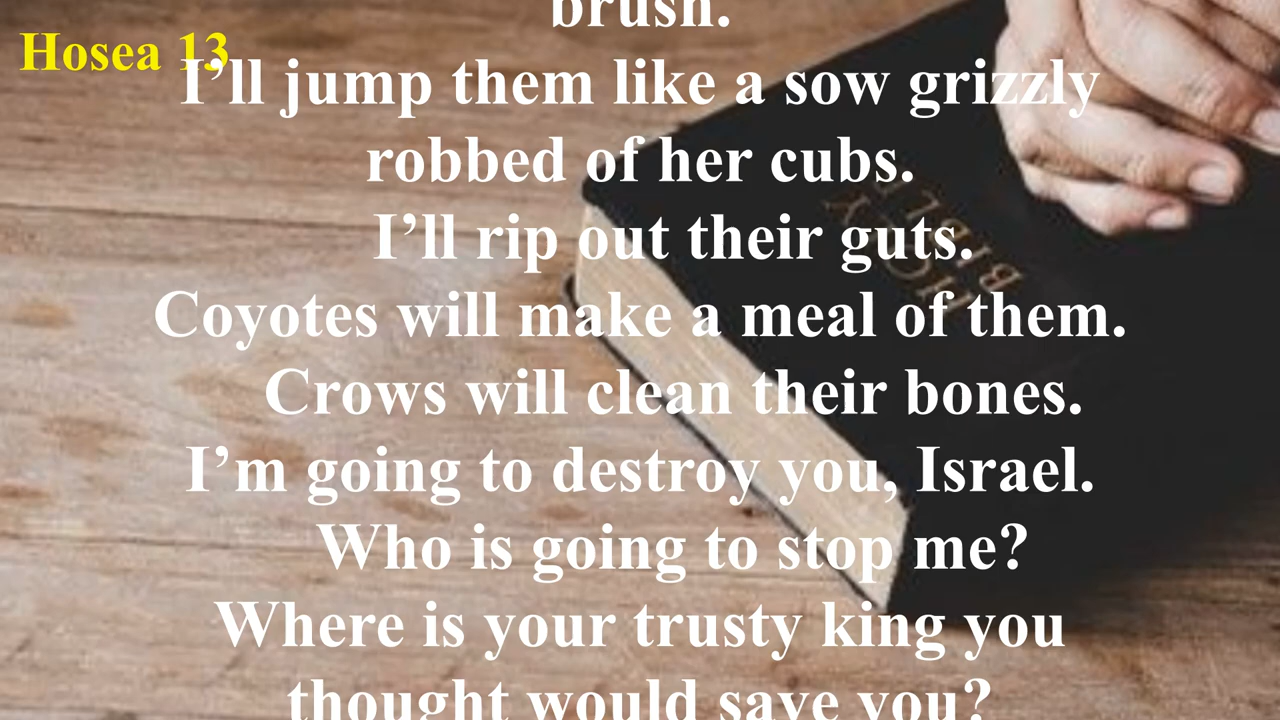 brush.
Hosea 13
I’ll jump them like a sow grizzly
robbed of her cubs.
I’ll rip out their guts.
Coyotes will make a meal of them.
Crows will clean their bones.
I’m going to destroy you, Israel.
Who is going to stop me?
Where is your trusty king you
thought would save you?
HOLY
BIBLE